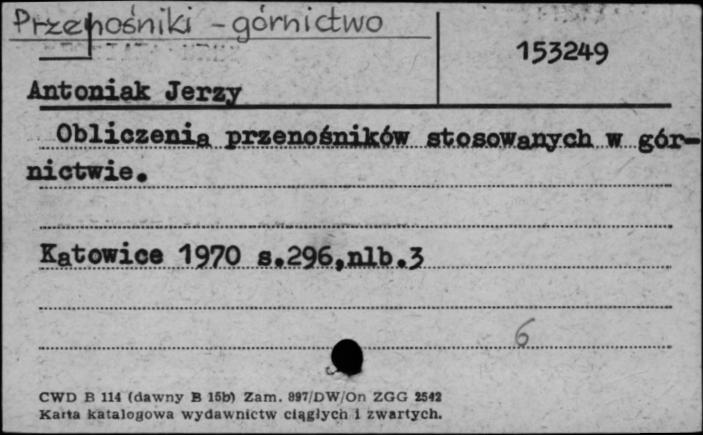 Przenośniki - górnictwo
153249
Antoniak Jerzy
Obliczenia przenośników stosowanych w gór-
nictwie.
Katowice 1970 s.296,nlb.3
6
CWD B 114 (dawny B 15b) Zam. 897/DW/On ZGG 2542
Karta katalogowa wydawnictw ciągłych i zwartych.